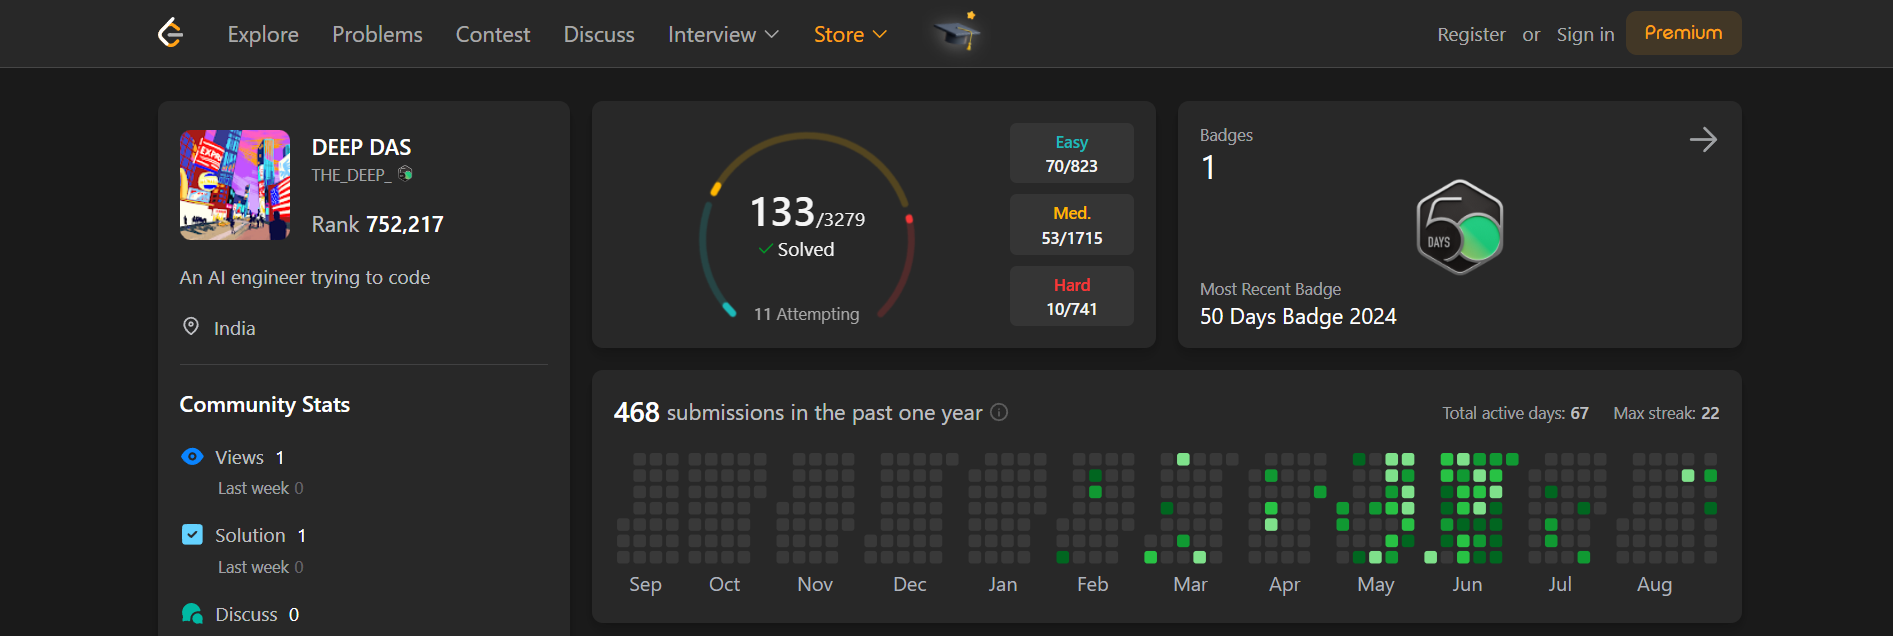 Explore Problems Contest Discuss Interview Store Register or Sign in Premium
DEEP DAS
THE_DEEP_
Rank 752,217
An AI engineer trying to code
India
Community Stats
Views 1
Last week 0
Solution 1
Last week 0
Discuss 0
133/3279
Solved
11 Attempting
Easy
70/823
Med.
53/1715
Hard
10/741
Badges
1
50
DAYS
Most Recent Badge
50 Days Badge 2024
468 submissions in the past one year Total active days: 67 Max streak: 22
Sep Oct Nov Dec Jan Feb Mar Apr May Jun Jul Aug